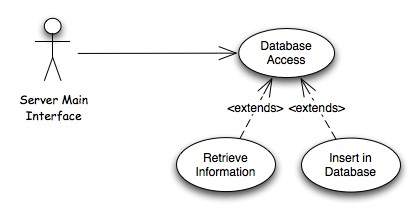 Database
Access
Server Main
Interface
<extends> <extends>
Retrieve
Information
Insert in
Database